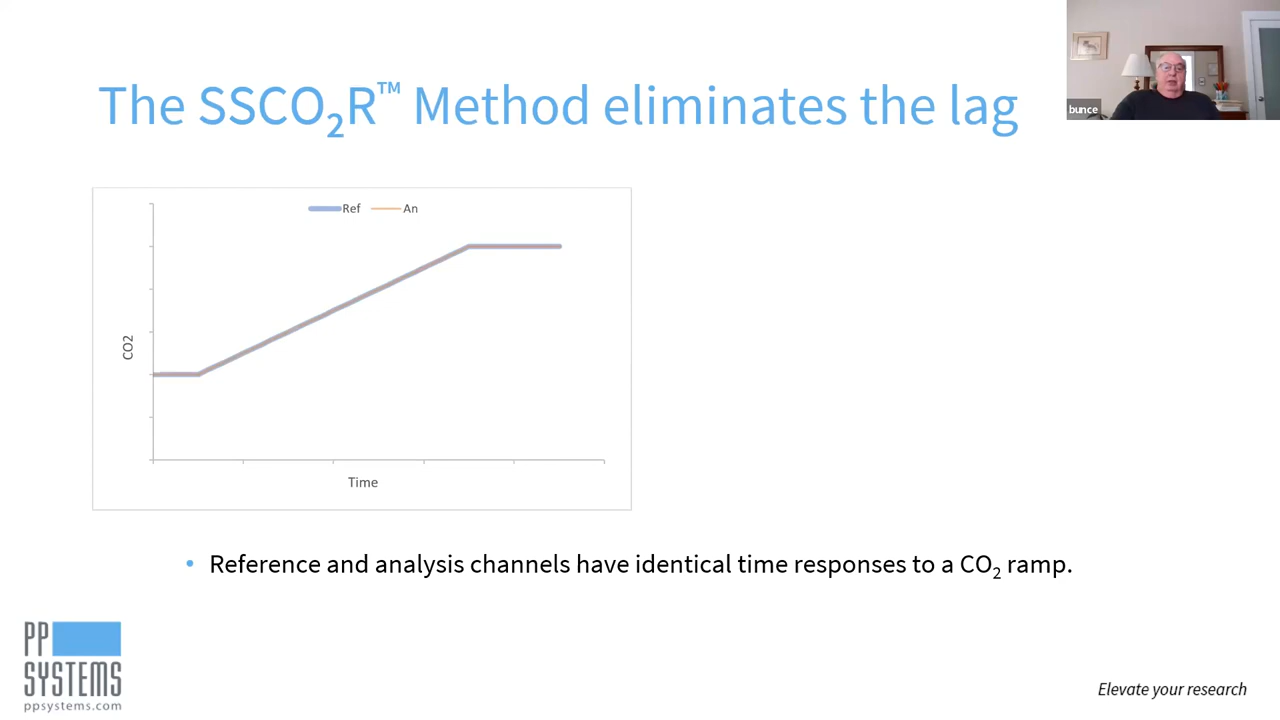 The SSCO₂R™ Method eliminates the lag
bunce
Ref An
CO2
Time
• Reference and analysis channels have identical time responses to a CO₂ ramp.
PP
SYSTEMS
ppsystems.com
Elevate your research